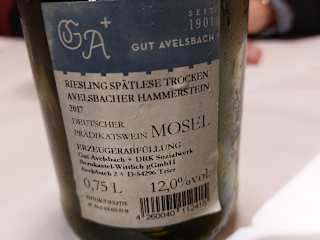 GA+
SEIT
1901
GUT AVELSBACH
RIESLING SPÄTLESE TROCKEN
AVELSBACHER HAMMERSTEIN
2017
DEUTSCHER
PRÄDIKATSWEIN MOSEL
ERZEUGERABFÜLLUNG
Gut Avelsbach + DRK Sozialwerk
Bernkastel-Wittlich gGmbH
Avelsbach 2 + D-54296 Trier
0,75 L 12,0%vol